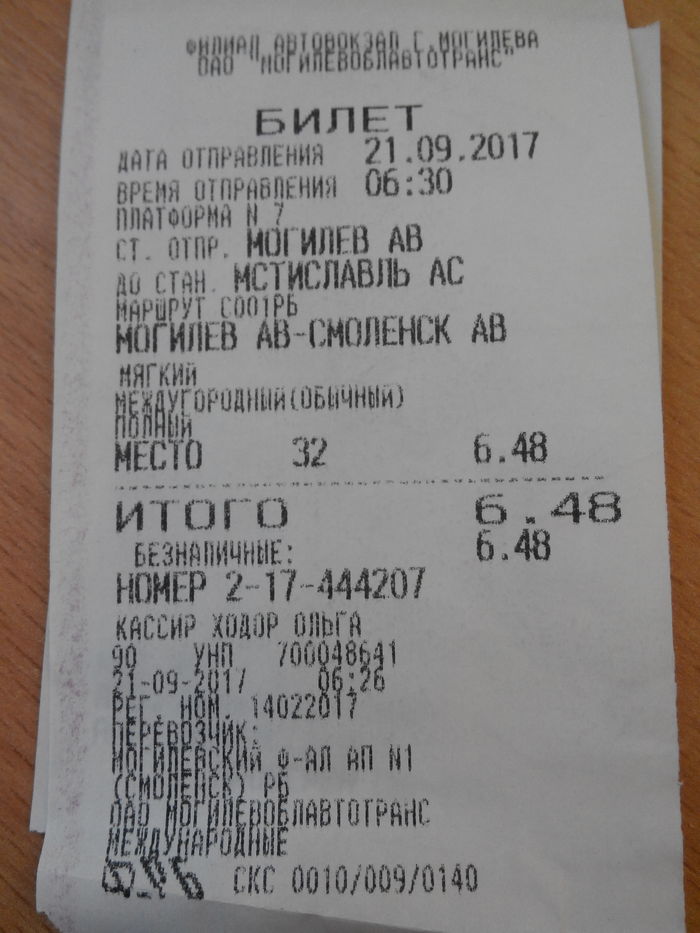 ФИЛИАЛ АВТОВОКЗАЛ Г.МОГИЛЕВА
ОАО "МОГИЛЕВОБЛАВТОТРАНС"
БИЛЕТ
ДАТА ОТПРАВЛЕНИЯ 21.09.2017
ВРЕМЯ ОТПРАВЛЕНИЯ 06:30
ПЛАТФОРМА N 7
СТ. ОТПР. МОГИЛЕВ АВ
ДО СТАН. МСТИСЛАВЛЬ АС
МАРШРУТ С001РБ
МОГИЛЕВ АВ-СМОЛЕНСК АВ
МЯГКИЙ
МЕЖДУГОРОДНЫЙ(ОБЫЧНЫЙ)
ПОЛНЫЙ
МЕСТО 32 6.48
ИТОГО 6.48
БЕЗНАЛИЧНЫЕ: 6.48
НОМЕР 2-17-444207
КАССИР ХОДОР ОЛЬГА
90 УНП 700048641
21-09-2017 06:26
РЕГ. НОМ. 14022017
ПЕРЕВОЗЧИК:
МОГИЛЕВСКИЙ Ф-АЛ АП N1
(СМОЛЕНСК) РБ
ОАО МОГИЛЕВОБЛАВТОТРАНС
МЕЖДУНАРОДНЫЕ
СКС 0010/009/0140